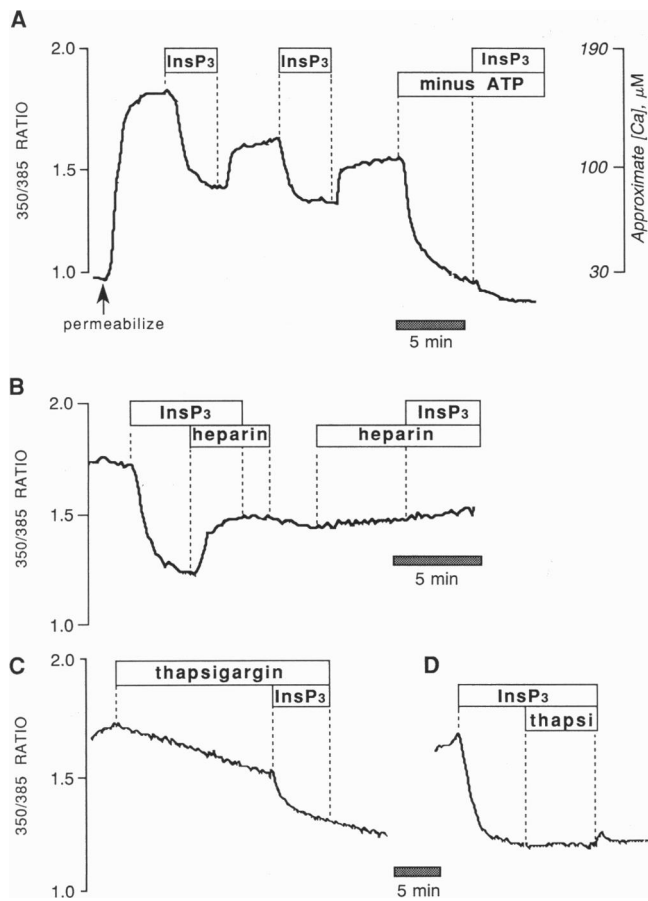 A
2.0
190
InsP3
InsP3
InsP3
minus ATP
350/385 RATIO
1.5
100
Approximate [Ca], µM
1.0
30
permeabilize
5 min
B
2.0
InsP3
InsP3
heparin
heparin
350/385 RATIO
1.5
5 min
1.0
C
2.0
D
thapsigargin
InsP3
InsP3
thapsi
350/385 RATIO
1.5
1.0
5 min